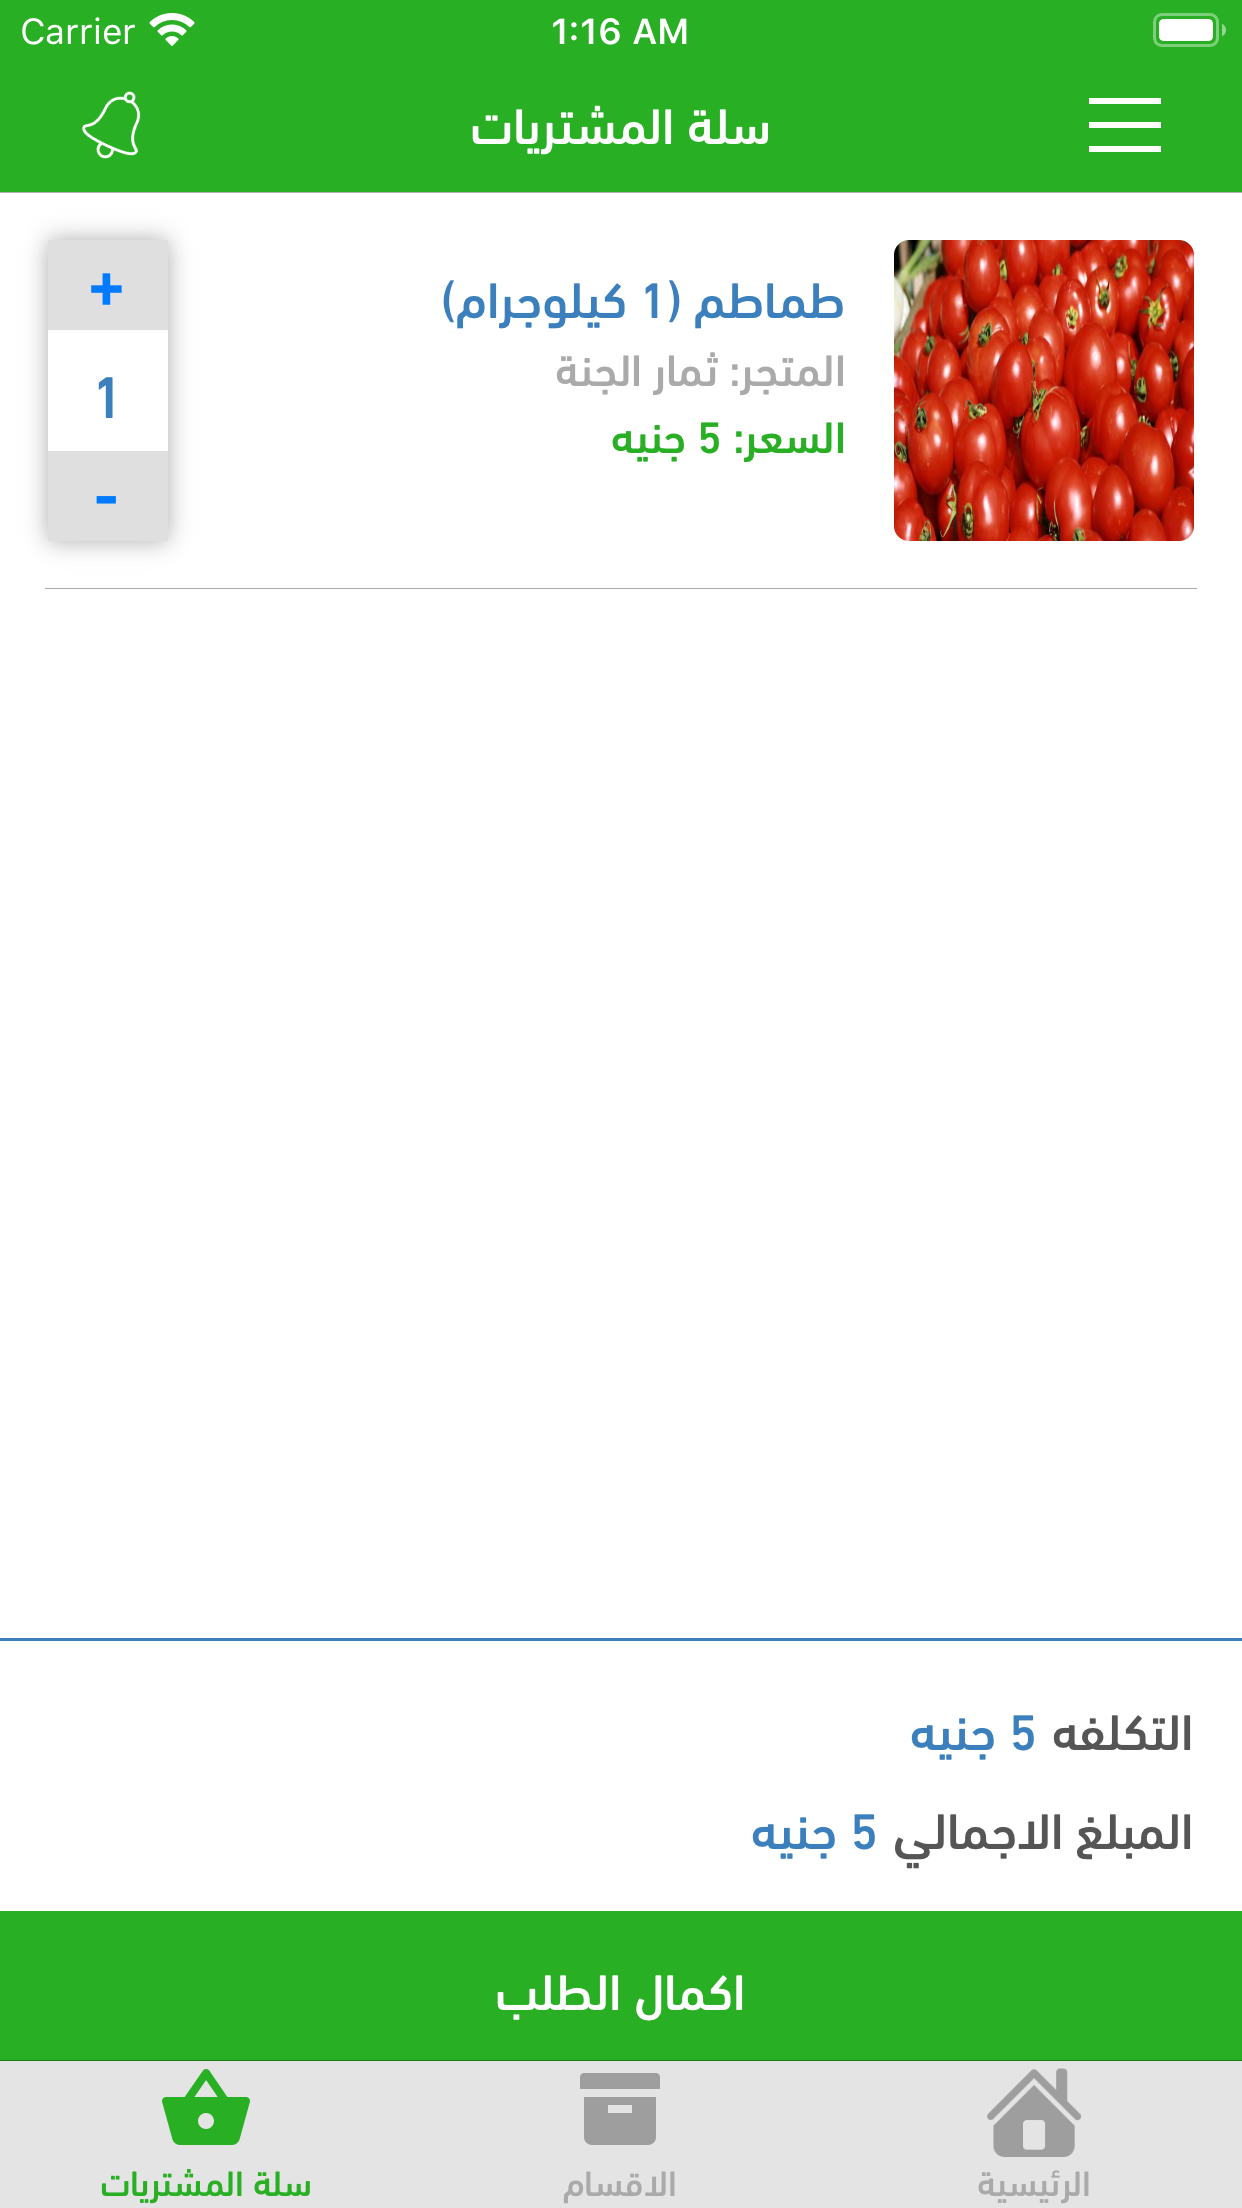 Carrier 1:16 AM
سلة المشتريات
طماطم (1 كيلوجرام)
المتجر: ثمار الجنة
السعر: 5 جنيه
+
1
-
التكلفه 5 جنيه
المبلغ الاجمالي 5 جنيه
اكمال الطلب
الرئيسية
الاقسام
سلة المشتريات